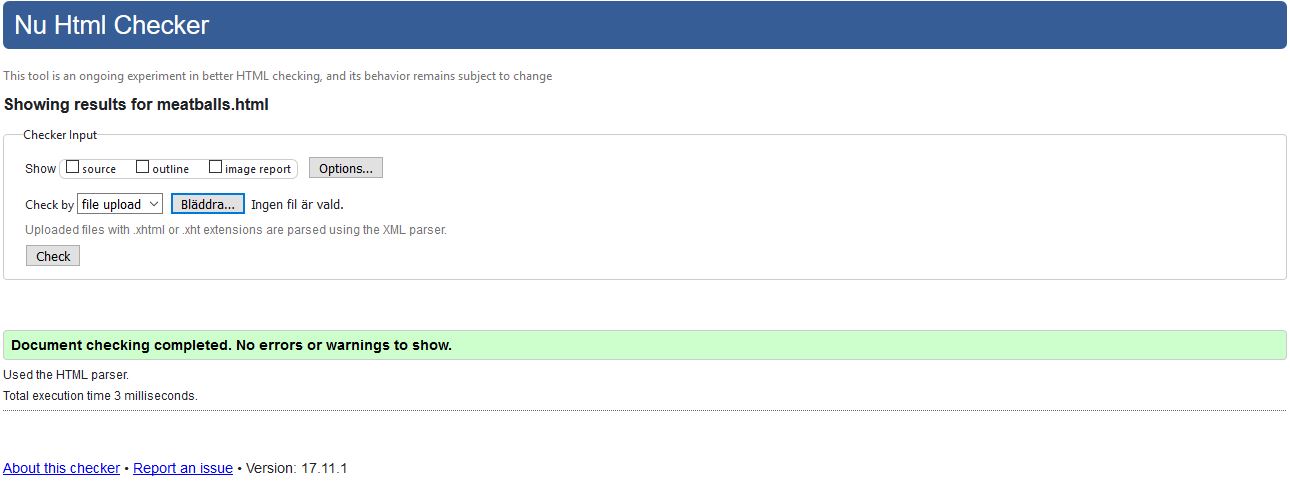 Nu Html Checker
This tool is an ongoing experiment in better HTML checking, and its behavior remains subject to change
Showing results for meatballs.html
Checker Input
Show source outline image report Options...
Check by file upload Bläddra... Ingen fil är vald.
Uploaded files with .xhtml or .xht extensions are parsed using the XML parser.
Check
Document checking completed. No errors or warnings to show.
Used the HTML parser.
Total execution time 3 milliseconds.
About this checker • Report an issue • Version: 17.11.1